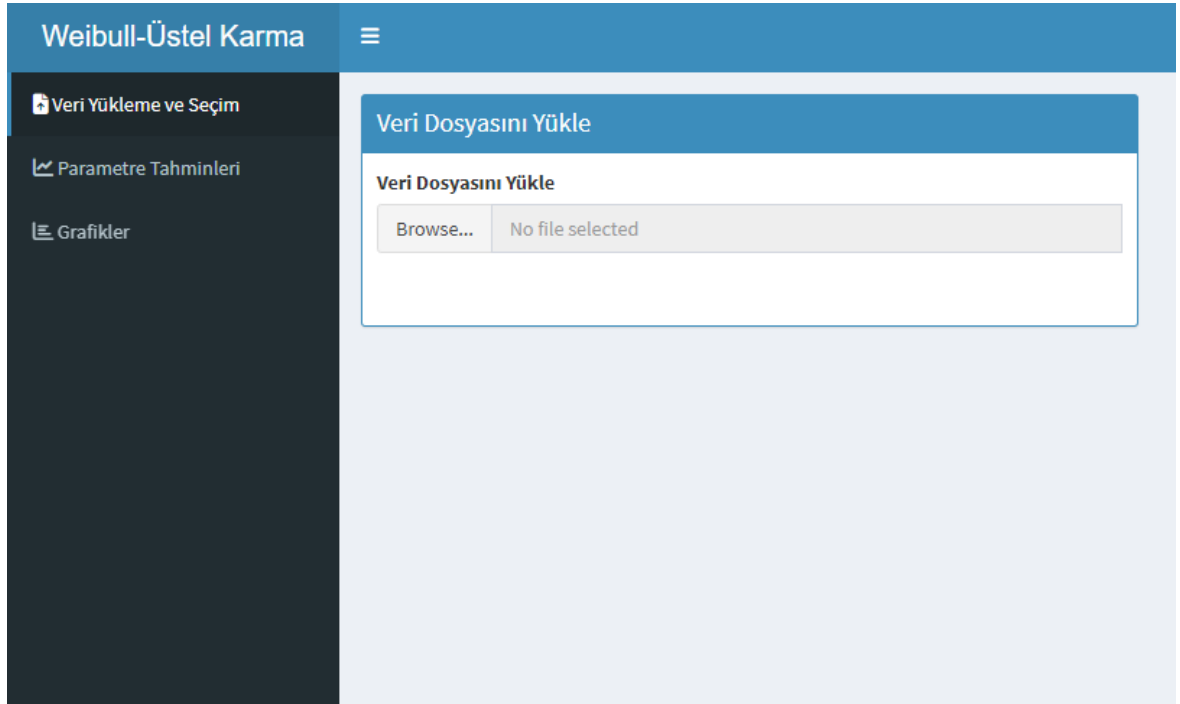 Weibull-Üstel Karma
Veri Yükleme ve Seçim
Parametre Tahminleri
Grafikler
Veri Dosyasını Yükle
Veri Dosyasını Yükle
Browse... No file selected